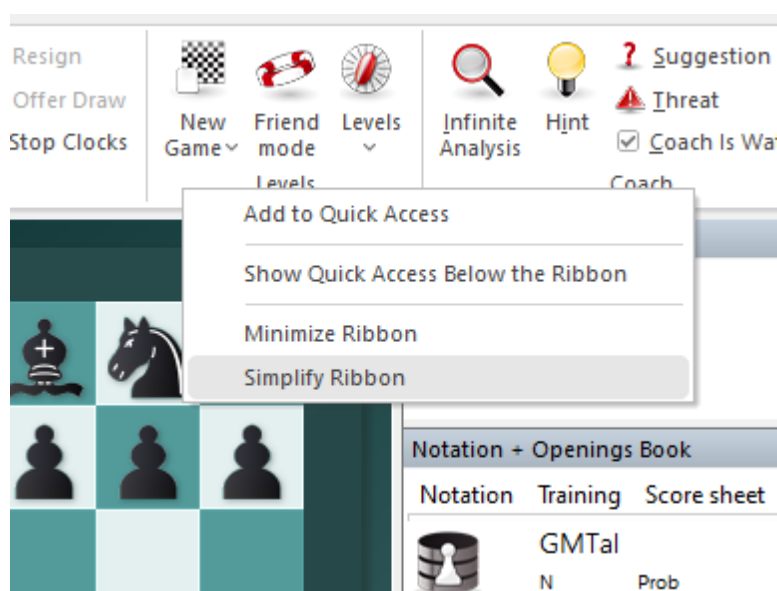 Resign
Offer Draw
Stop Clocks
New Game
Friend mode
Levels
Levels
Infinite Analysis
Hint
? Suggestion
Threat
Coach Is Wat
Coach
Add to Quick Access
Show Quick Access Below the Ribbon
Minimize Ribbon
Simplify Ribbon
Notation + Openings Book
Notation Training Score sheet
GMTal
N Prob